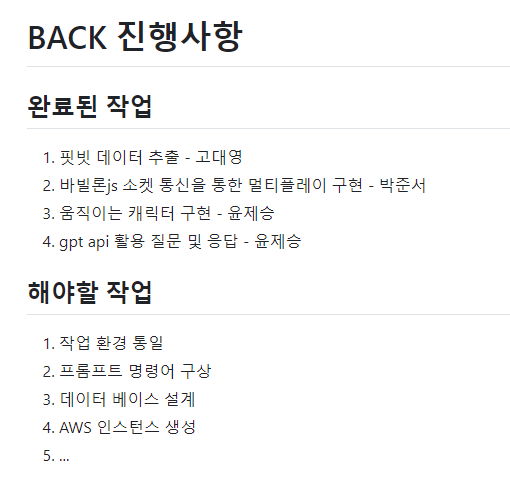 BACK 진행사항
완료된 작업
1. 핏빗 데이터 추출 - 고대영
2. 바빌론js 소켓 통신을 통한 멀티플레이 구현 - 박준서
3. 움직이는 캐릭터 구현 - 윤제승
4. gpt api 활용 질문 및 응답 - 윤제승
해야할 작업
1. 작업 환경 통일
2. 프롬프트 명령어 구상
3. 데이터 베이스 설계
4. AWS 인스턴스 생성
5. ...